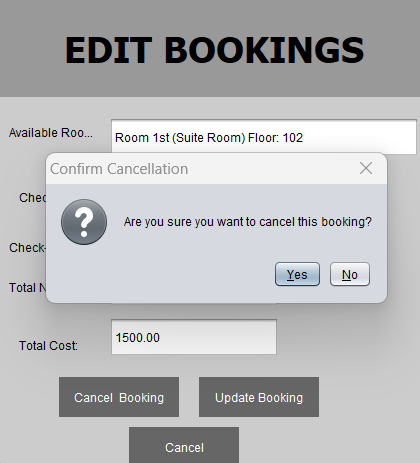 EDIT BOOKINGS
Available Roo...
Room 1st (Suite Room) Floor: 102
Confirm Cancellation
Chec
Are you sure you want to cancel this booking?
Check-
Yes
No
Total N
Total Cost:
1500.00
Cancel Booking
Update Booking
Cancel